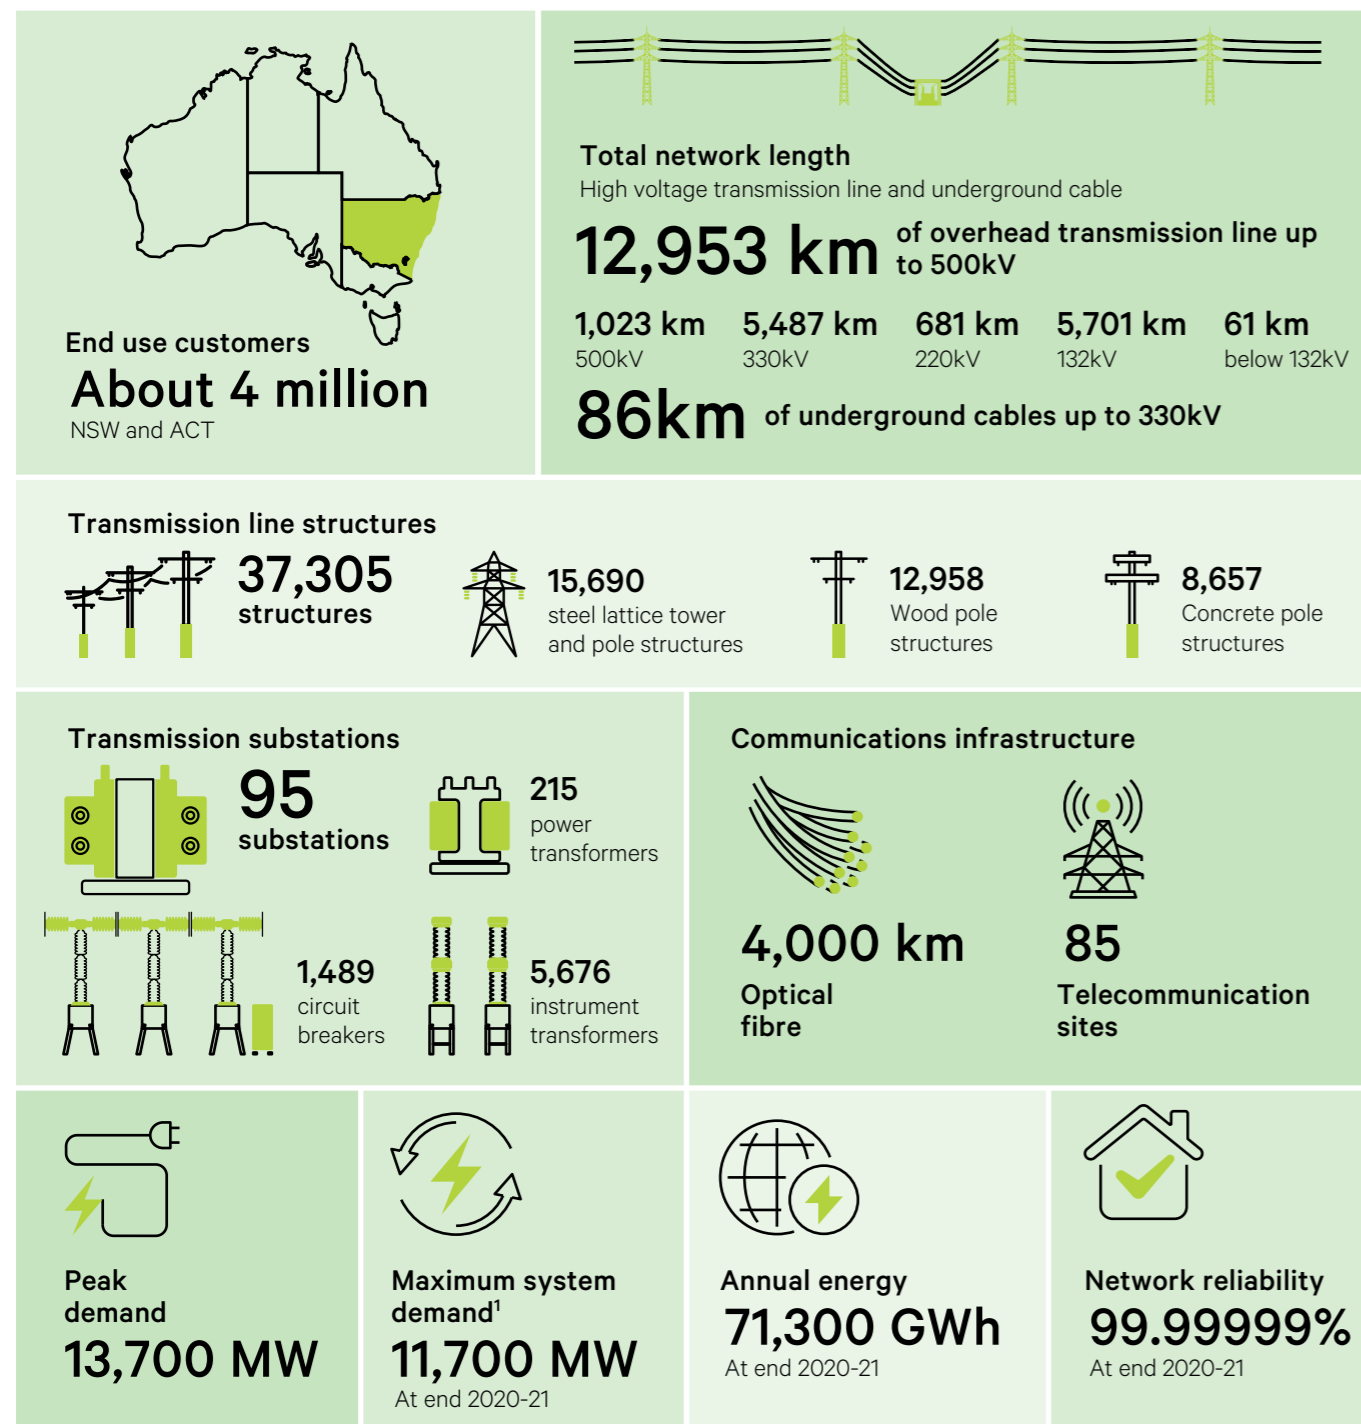 End use customers
About 4 million
NSW and ACT
Total network length
High voltage transmission line and underground cable
12,953 km of overhead transmission line up
to 500kV
1,023 km 5,487 km 681 km 5,701 km 61 km
500kV 330kV 220kV 132kV below 132kV
86km of underground cables up to 330kV
Transmission line structures
37,305
structures
15,690
steel lattice tower
and pole structures
12,958
Wood pole
structures
8,657
Concrete pole
structures
Transmission substations
95
substations
215
power
transformers
1,489
circuit
breakers
5,676
instrument
transformers
Communications infrastructure
4,000 km
Optical
fibre
85
Telecommunication
sites
Peak
demand
13,700 MW
Maximum system
demand¹
11,700 MW
At end 2020-21
Annual energy
71,300 GWh
At end 2020-21
Network reliability
99.99999%
At end 2020-21